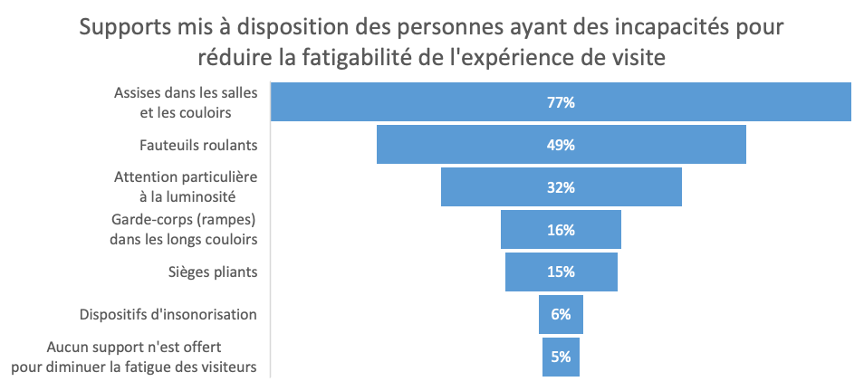 Supports mis à disposition des personnes ayant des incapacités pour
réduire la fatigabilité de l'expérience de visite
Assises dans les salles
et les couloirs
77%
Fauteuils roulants
49%
Attention particulière
à la luminosité
32%
Garde-corps (rampes)
dans les longs couloirs
16%
Sièges pliants
15%
Dispositifs d'insonorisation
6%
Aucun support n'est offert
pour diminuer la fatigue des visiteurs
5%